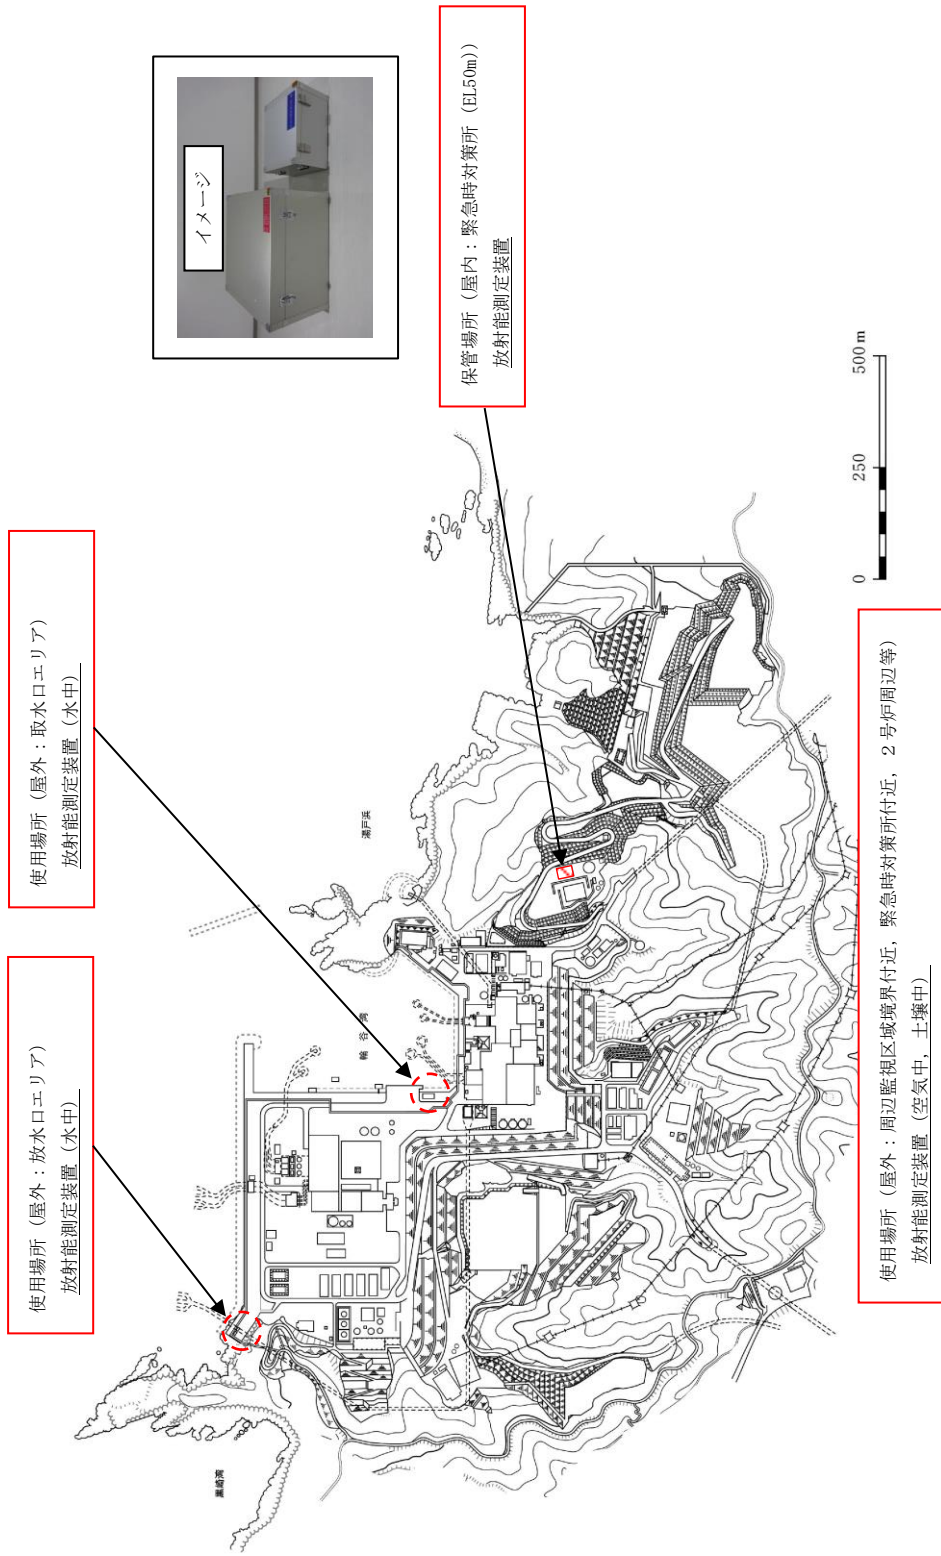 使用場所（屋外：放水口エリア）
放射能測定装置（水中）
使用場所（屋外：取水口エリア）
放射能測定装置（水中）
イメージ
保管場所（屋内：緊急時対策所（EL50m））
放射能測定装置
輪谷湾
湯戸浜
0 250 500 m
使用場所（屋外：周辺監視区域境界付近，緊急時対策所付近，２号炉周辺等）
放射能測定装置（空気中，土壌中）